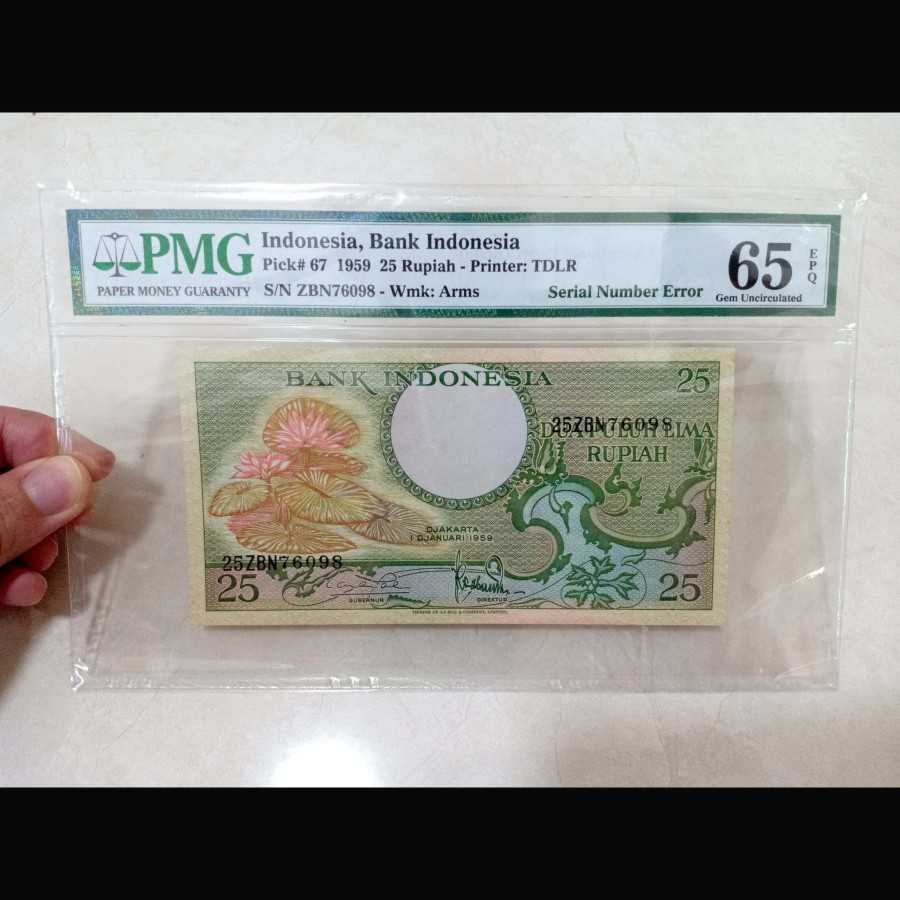 PMG
PAPER MONEY GUARANTY
Indonesia, Bank Indonesia
Pick# 67 1959 25 Rupiah - Printer: TDLR
S/N ZBN76098 - Wmk: Arms
Serial Number Error
65
Gem Uncirculated
EPQ
BANK INDONESIA
25
25ZBN76098
DUA PULUH LIMA
RUPIAH
DJAKARTA
1 DJANUARI 1959
25ZBN76098
25
GUBERNUR
DIREKTUR
25